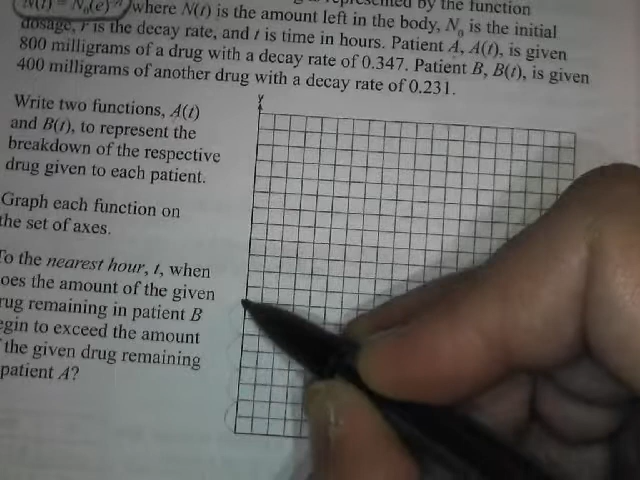 N(t) = N₀(e)⁻ʳᵗ, where N(t) is the amount left in the body, N₀ is the initial
dosage, r is the decay rate, and t is time in hours. Patient A, A(t), is given
800 milligrams of a drug with a decay rate of 0.347. Patient B, B(t), is given
400 milligrams of another drug with a decay rate of 0.231.
Write two functions, A(t)
and B(t), to represent the
breakdown of the respective
drug given to each patient.
Graph each function on
the set of axes.
To the nearest hour, t, when
oes the amount of the given
rug remaining in patient B
egin to exceed the amount
the given drug remaining
patient A?
y